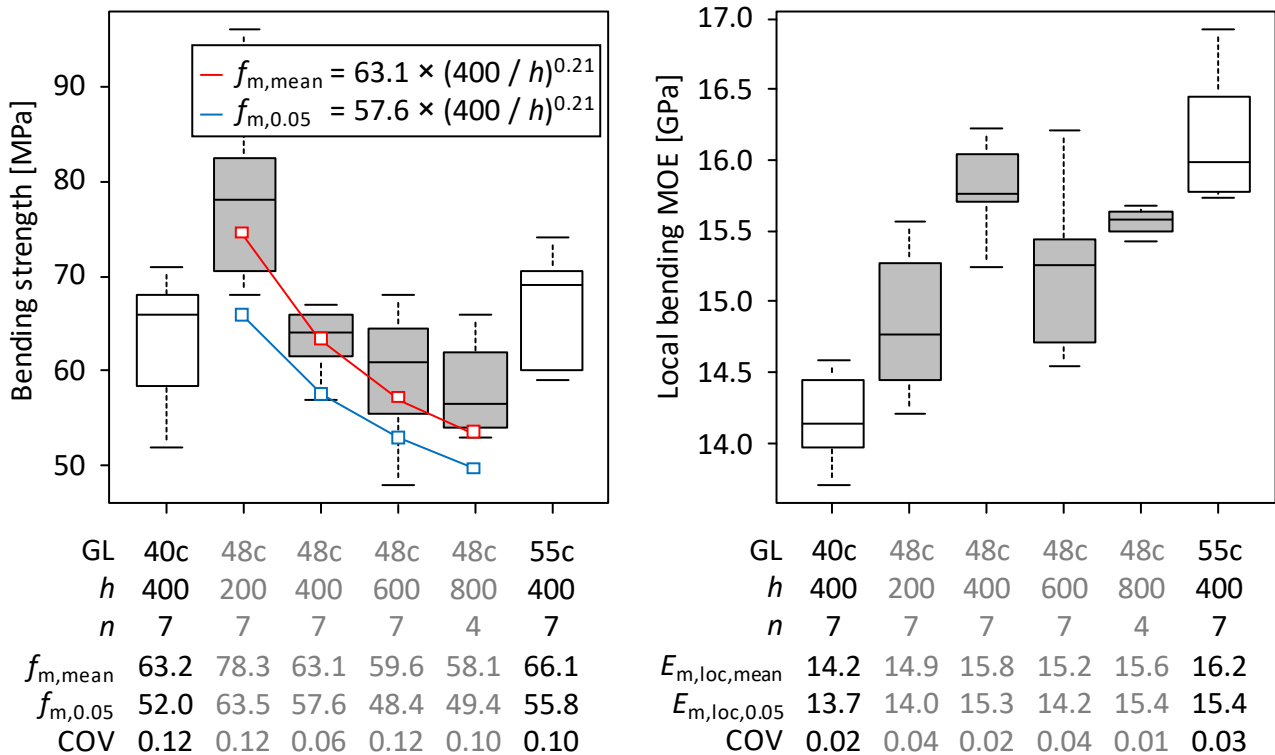 Bending strength [MPa]
90
80
70
60
50
fm,mean = 63.1 × (400 / h)^0.21
fm,0.05 = 57.6 × (400 / h)^0.21
GL 40c 48c 48c 48c 48c 55c
h 400 200 400 600 800 400
n 7 7 7 7 4 7
fm,mean 63.2 78.3 63.1 59.6 58.1 66.1
fm,0.05 52.0 63.5 57.6 48.4 49.4 55.8
COV 0.12 0.12 0.06 0.12 0.10 0.10
Local bending MOE [GPa]
17.0
16.5
16.0
15.5
15.0
14.5
14.0
GL 40c 48c 48c 48c 48c 55c
h 400 200 400 600 800 400
n 7 7 7 7 4 7
Em,loc,mean 14.2 14.9 15.8 15.2 15.6 16.2
Em,loc,0.05 13.7 14.0 15.3 14.2 15.4 15.4
COV 0.02 0.04 0.02 0.04 0.01 0.03